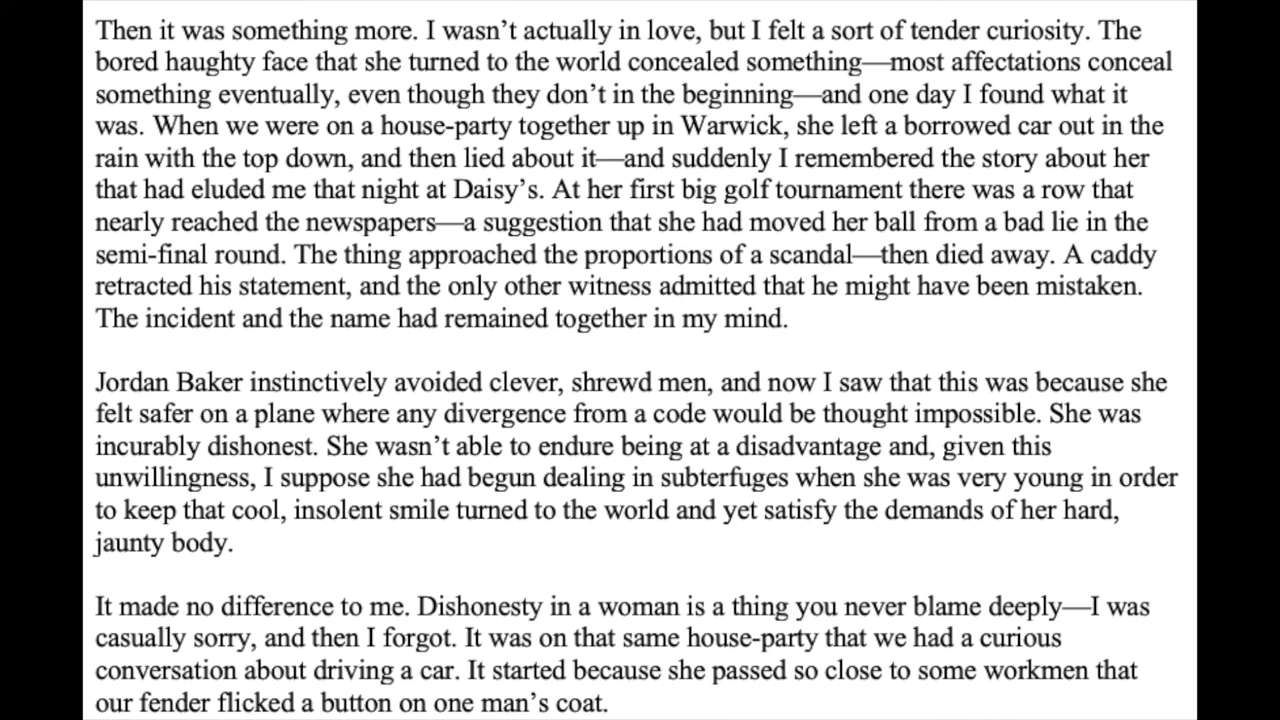 Then it was something more. I wasn’t actually in love, but I felt a sort of tender curiosity. The
bored haughty face that she turned to the world concealed something—most affectations conceal
something eventually, even though they don’t in the beginning—and one day I found what it
was. When we were on a house-party together up in Warwick, she left a borrowed car out in the
rain with the top down, and then lied about it—and suddenly I remembered the story about her
that had eluded me that night at Daisy’s. At her first big golf tournament there was a row that
nearly reached the newspapers—a suggestion that she had moved her ball from a bad lie in the
semi-final round. The thing approached the proportions of a scandal—then died away. A caddy
retracted his statement, and the only other witness admitted that he might have been mistaken.
The incident and the name had remained together in my mind.

Jordan Baker instinctively avoided clever, shrewd men, and now I saw that this was because she
felt safer on a plane where any divergence from a code would be thought impossible. She was
incurably dishonest. She wasn’t able to endure being at a disadvantage and, given this
unwillingness, I suppose she had begun dealing in subterfuges when she was very young in order
to keep that cool, insolent smile turned to the world and yet satisfy the demands of her hard,
jaunty body.

It made no difference to me. Dishonesty in a woman is a thing you never blame deeply—I was
casually sorry, and then I forgot. It was on that same house-party that we had a curious
conversation about driving a car. It started because she passed so close to some workmen that
our fender flicked a button on one man’s coat.